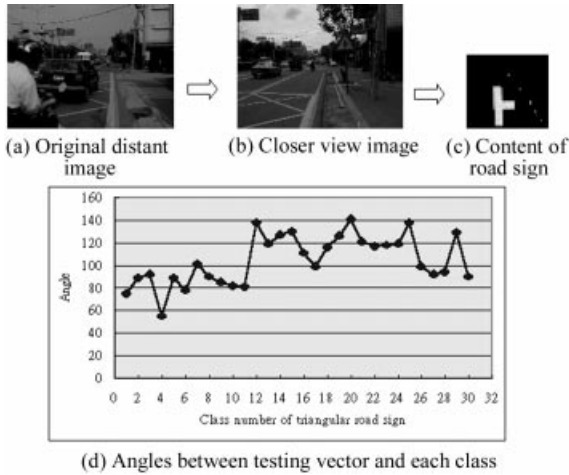 (a) Original distant
image
(b) Closer view image
(c) Content of
road sign
160
140
120
100
80
60
40
20
0
Angle
0 2 4 6 8 10 12 14 16 18 20 22 24 26 28 30 32
Class number of triangular road sign
(d) Angles between testing vector and each class